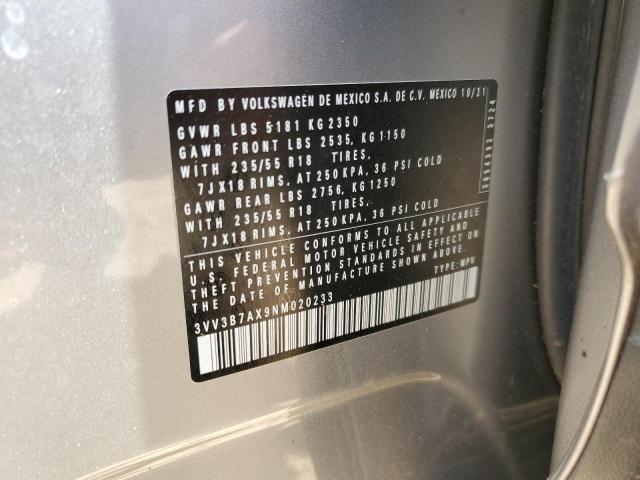 MFD BY VOLKSWAGEN DE MEXICO S.A. DE C.V. MEXICO 10/21
GVWR LBS 5181 KG 2350
GAWR FRONT LBS 2535, KG 1150
WITH 235/55 R18 TIRES,
7JX18 RIMS, AT 250 KPA, 36 PSI COLD
GAWR REAR LBS 2756, KG 1250
WITH 235/55 R18 TIRES,
7JX18 RIMS, AT 250 KPA, 36 PSI COLD
THIS VEHICLE CONFORMS TO ALL APPLICABLE
U.S. FEDERAL MOTOR VEHICLE SAFETY AND
THEFT PREVENTION STANDARDS IN EFFECT ON
THE DATE OF MANUFACTURE SHOWN ABOVE.
TYPE: MPV
3VV3B7AX9NM020233
3724